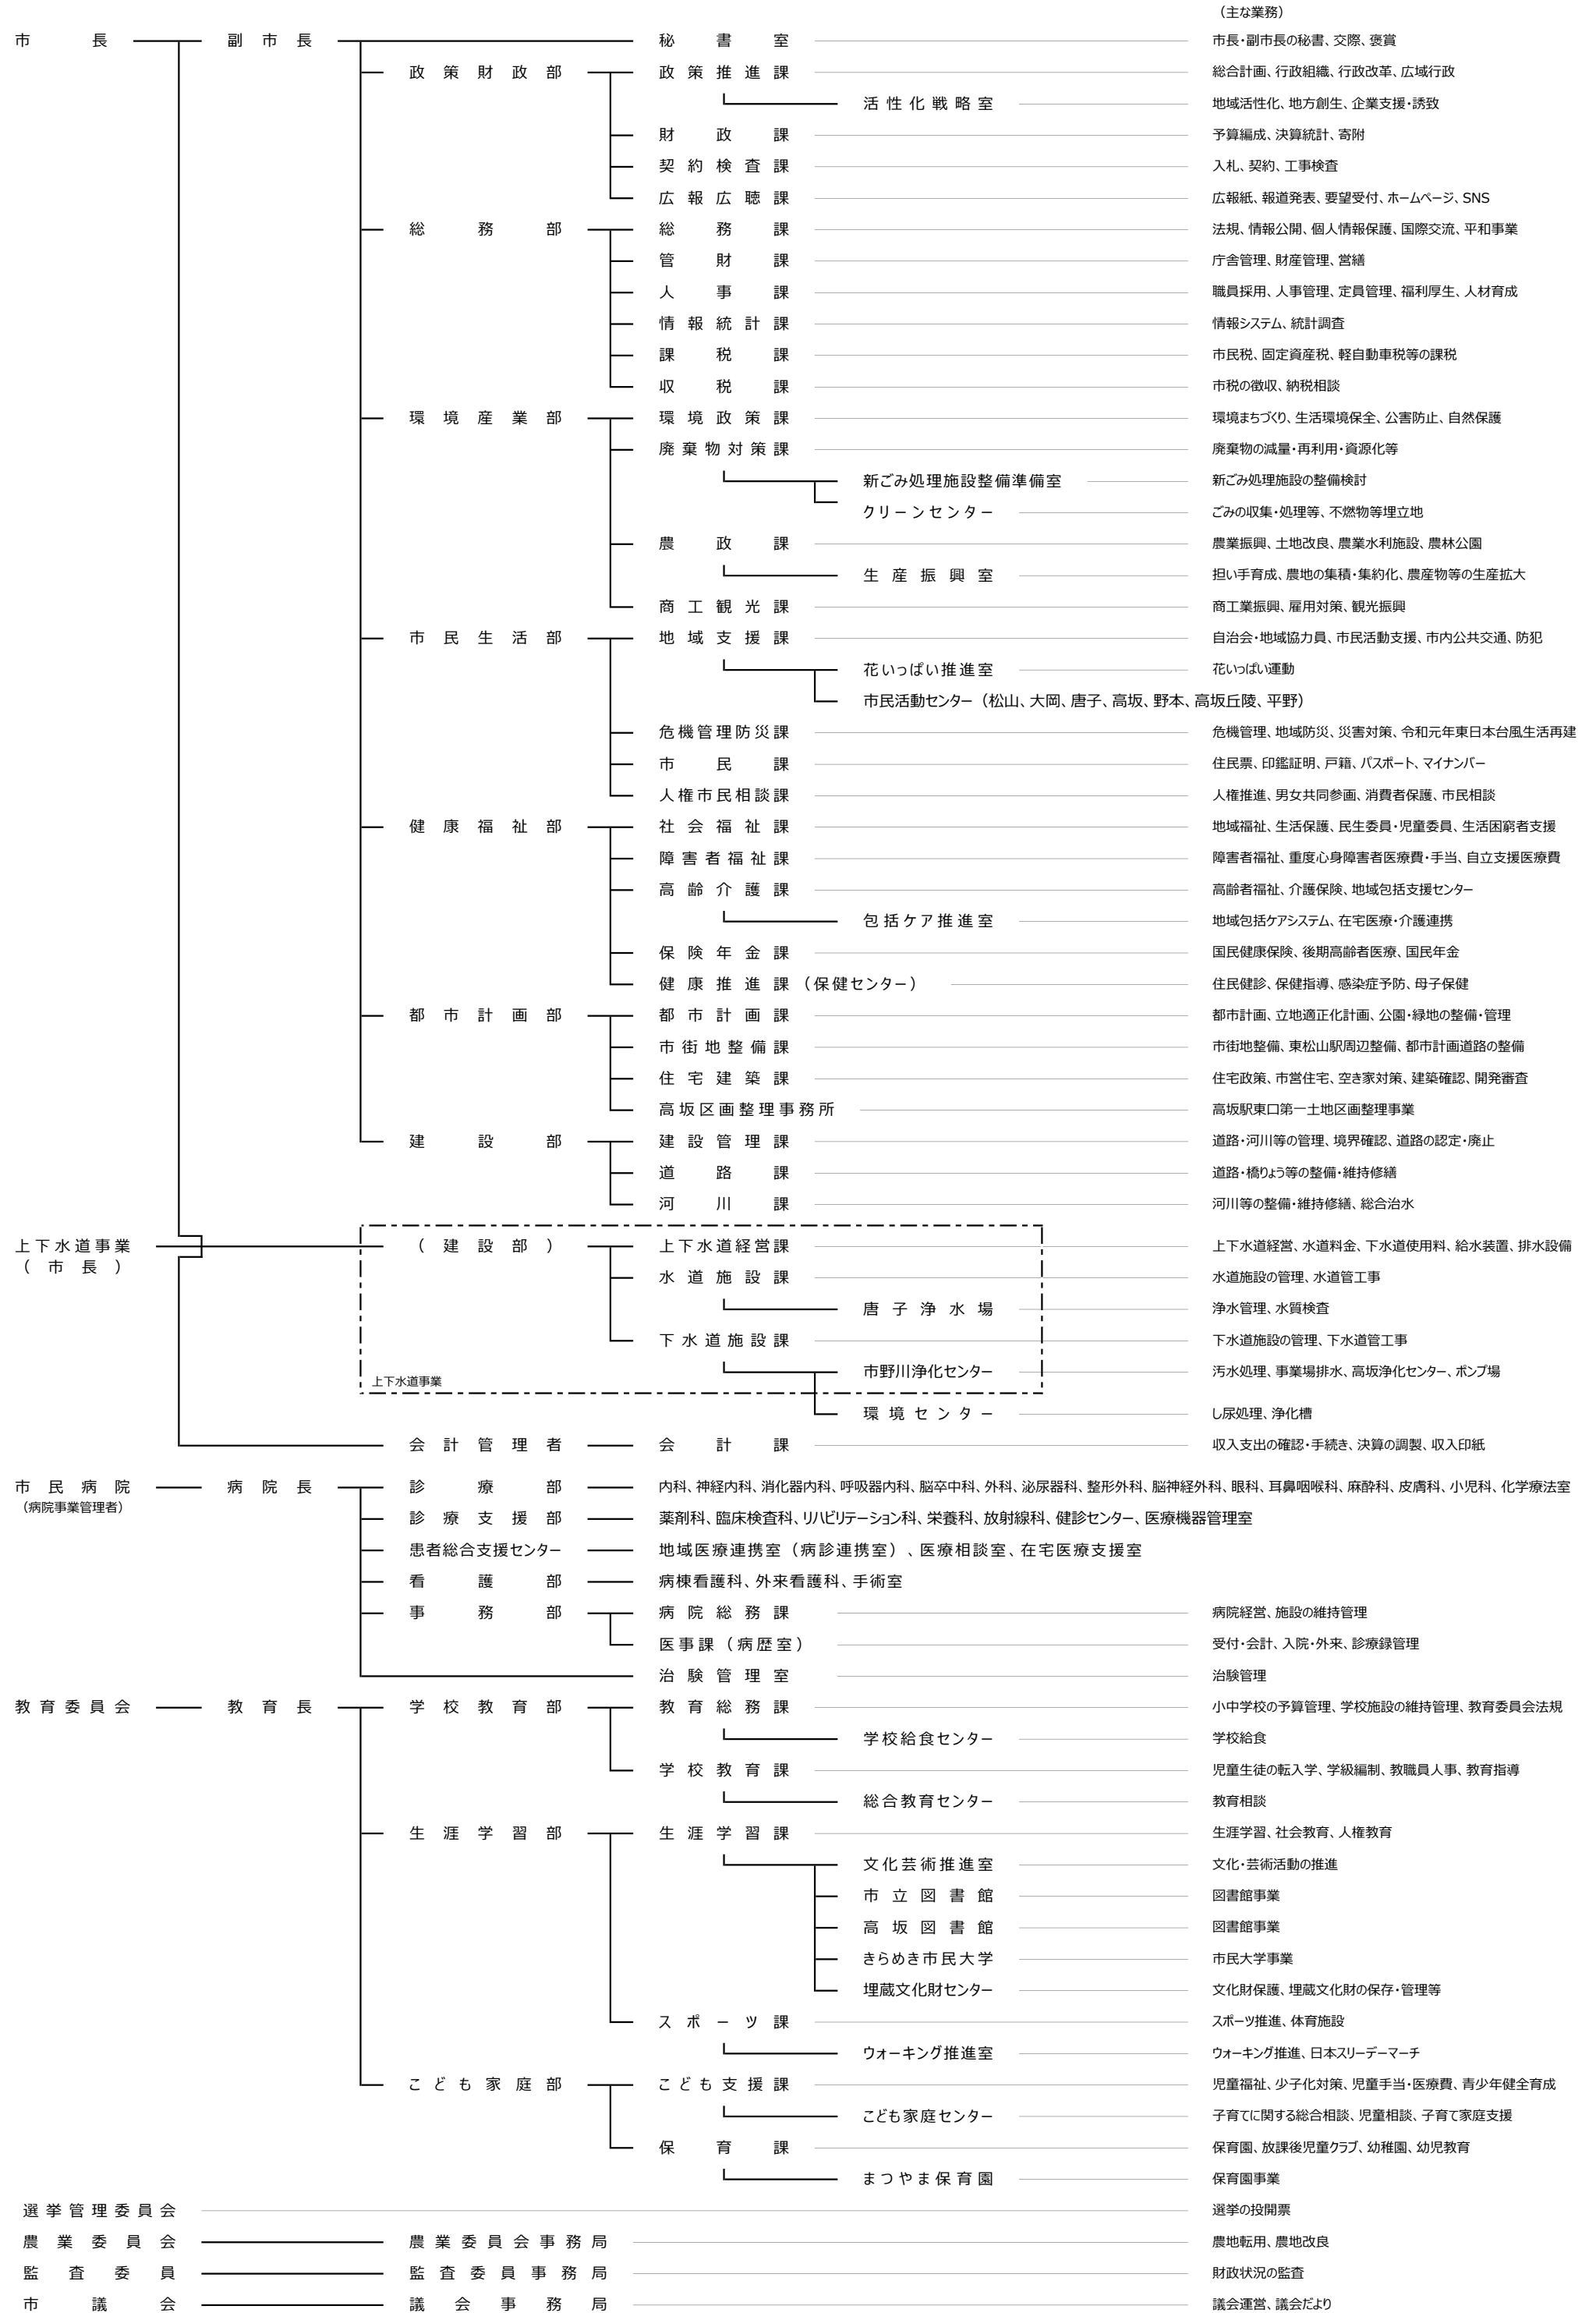 （主な業務）
市長 副市長 秘書室 市長・副市長の秘書、交際、褒賞
政策財政部 政策推進課 総合計画、行政組織、行政改革、広域行政
活性化戦略室 地域活性化、地方創生、企業支援・誘致
財政課 予算編成、決算統計、寄附
契約検査課 入札、契約、工事検査
広報広聴課 広報紙、報道発表、要望受付、ホームページ、SNS
総務部 総務課 法規、情報公開、個人情報保護、国際交流、平和事業
管財課 庁舎管理、財産管理、営繕
人事課 職員採用、人事管理、定員管理、福利厚生、人材育成
情報統計課 情報システム、統計調査
課税課 市民税、固定資産税、軽自動車税等の課税
収税課 市税の徴収、納税相談
環境産業部 環境政策課 環境まちづくり、生活環境保全、公害防止、自然保護
廃棄物対策課 廃棄物の減量・再利用・資源化等
新ごみ処理施設整備準備室 新ごみ処理施設の整備検討
クリーンセンター ごみの収集・処理等、不燃物等埋立地
農政課 農業振興、土地改良、農業水利施設、農林公園
生産振興室 担い手育成、農地の集積・集約化、農産物等の生産拡大
商工観光課 商工業振興、雇用対策、観光振興
市民生活部 地域支援課 自治会・地域協力員、市民活動支援、市内公共交通、防犯
花いっぱい推進室 花いっぱい運動
市民活動センター（松山、大岡、唐子、高坂、野本、高坂丘陵、平野）
危機管理防災課 危機管理、地域防災、災害対策、令和元年東日本台風生活再建
市民課 住民票、印鑑証明、戸籍、パスポート、マイナンバー
人権市民相談課 人権推進、男女共同参画、消費者保護、市民相談
健康福祉部 社会福祉課 地域福祉、生活保護、民生委員・児童委員、生活困窮者支援
障害者福祉課 障害者福祉、重度心身障害者医療費・手当、自立支援医療費
高齢介護課 高齢者福祉、介護保険、地域包括支援センター
包括ケア推進室 地域包括ケアシステム、在宅医療・介護連携
保険年金課 国民健康保険、後期高齢者医療、国民年金
健康推進課（保健センター） 住民健診、保健指導、感染症予防、母子保健
都市計画部 都市計画課 都市計画、立地適正化計画、公園・緑地の整備・管理
市街地整備課 市街地整備、東松山駅周辺整備、都市計画道路の整備
住宅建築課 住宅政策、市営住宅、空き家対策、建築確認、開発審査
高坂区画整理事務所 高坂駅東口第一土地区画整理事業
建設部 建設管理課 道路・河川等の管理、境界確認、道路の認定・廃止
道路課 道路・橋りょう等の整備・維持修繕
河川課 河川等の整備・維持修繕、総合治水
上下水道事業 （建設部） 上下水道経営課 上下水道経営、水道料金、下水道使用料、給水装置、排水設備
（市長）
水道施設課 水道施設の管理、水道管工事
唐子浄水場 浄水管理、水質検査
下水道施設課 下水道施設の管理、下水道管工事
市野川浄化センター 汚水処理、事業場排水、高坂浄化センター、ポンプ場
上下水道事業
環境センター し尿処理、浄化槽
会計管理者 会計課 収入支出の確認・手続き、決算の調製、収入印紙
市民病院 病院長 診療部 内科、神経内科、消化器内科、呼吸器内科、脳卒中科、外科、泌尿器科、整形外科、脳神経外科、眼科、耳鼻咽喉科、麻酔科、皮膚科、小児科、化学療法室
（病院事業管理者）
診療支援部 薬剤科、臨床検査科、リハビリテーション科、栄養科、放射線科、健診センター、医療機器管理室
患者総合支援センター 地域医療連携室（病診連携室）、医療相談室、在宅医療支援室
看護部 病棟看護科、外来看護科、手術室
事務部 病院総務課 病院経営、施設の維持管理
医事課（病歴室） 受付・会計、入院・外来、診療録管理
治験管理室 治験管理
教育委員会 教育長 学校教育部 教育総務課 小中学校の予算管理、学校施設の維持管理、教育委員会法規
学校給食センター 学校給食
学校教育課 児童生徒の転入学、学級編制、教職員人事、教育指導
総合教育センター 教育相談
生涯学習部 生涯学習課 生涯学習、社会教育、人権教育
文化芸術推進室 文化・芸術活動の推進
市立図書館 図書館事業
高坂図書館 図書館事業
きらめき市民大学 市民大学事業
埋蔵文化財センター 文化財保護、埋蔵文化財の保存・管理等
スポーツ課 スポーツ推進、体育施設
ウォーキング推進室 ウォーキング推進、日本スリーデーマーチ
こども家庭部 こども支援課 児童福祉、少子化対策、児童手当・医療費、青少年健全育成
こども家庭センター 子育てに関する総合相談、児童相談、子育て家庭支援
保育課 保育園、放課後児童クラブ、幼稚園、幼児教育
まつやま保育園 保育園事業
選挙管理委員会 選挙の投開票
農業委員会 農業委員会事務局 農地転用、農地改良
監査委員 監査委員事務局 財政状況の監査
市議会 議会事務局 議会運営、議会だより